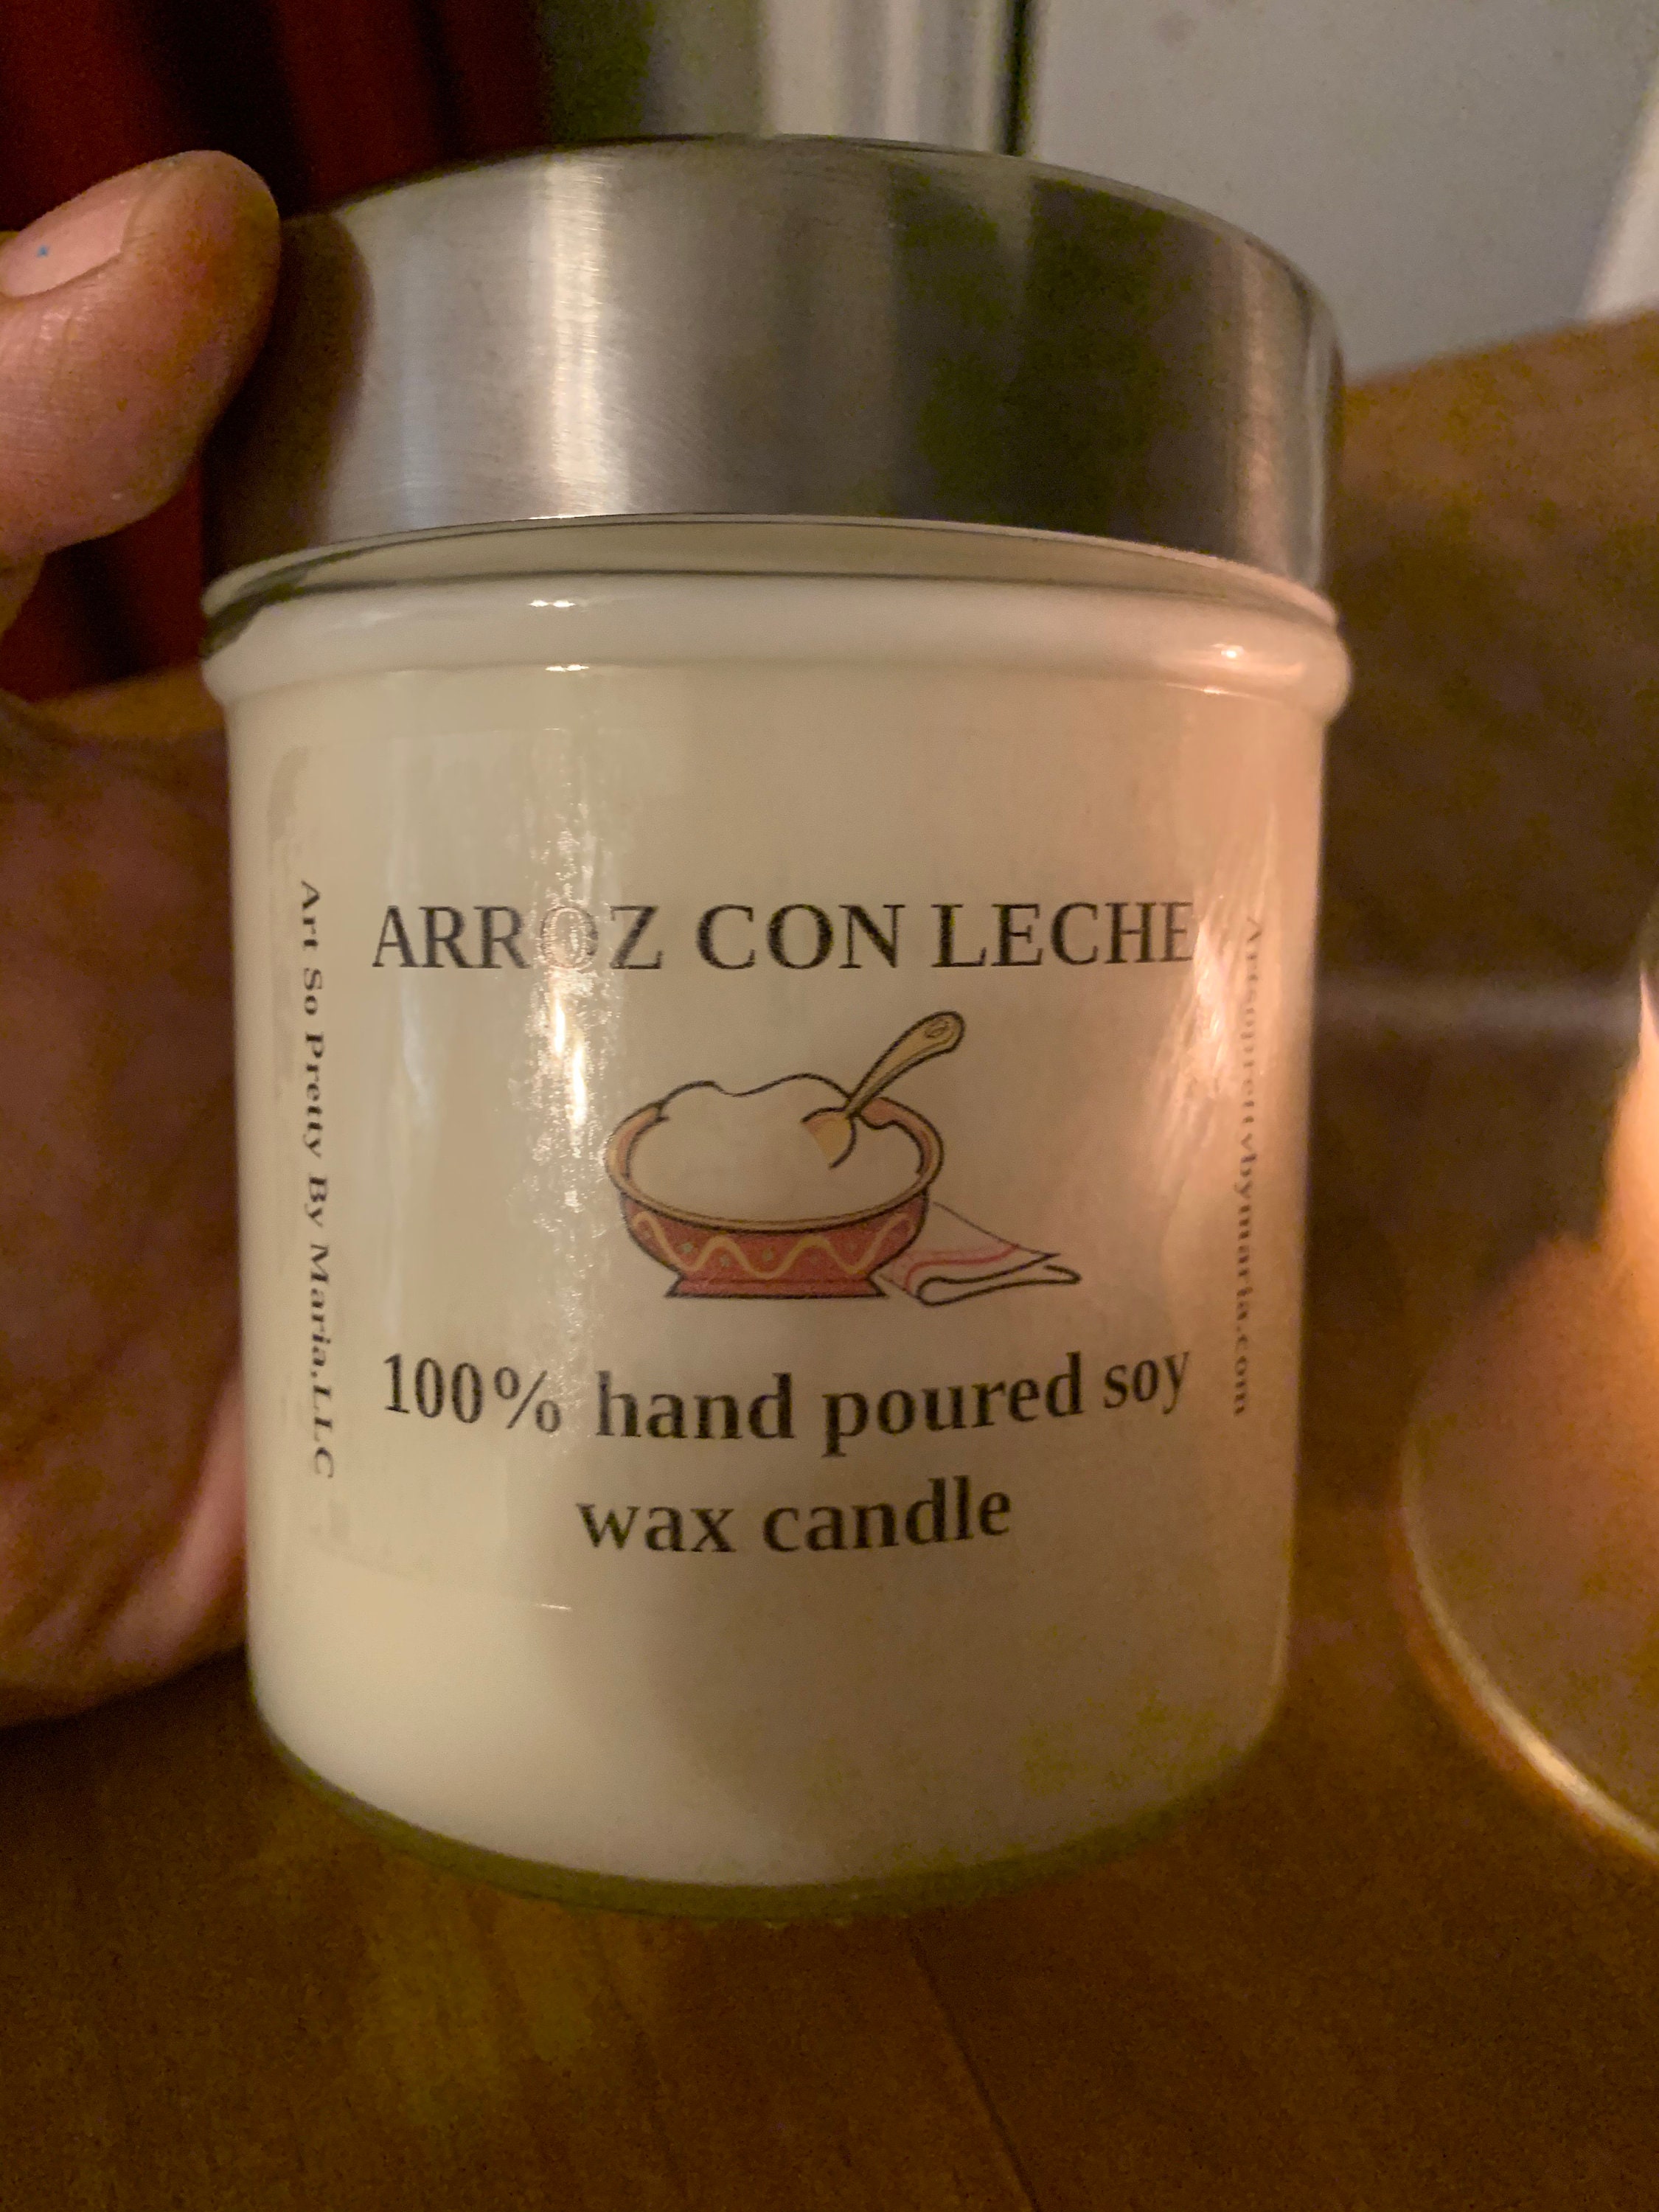 ARROZ CON LECHE
100% hand poured soy
wax candle
Art So Pretty By Maria,LLC
Artsoprettybymaria.com